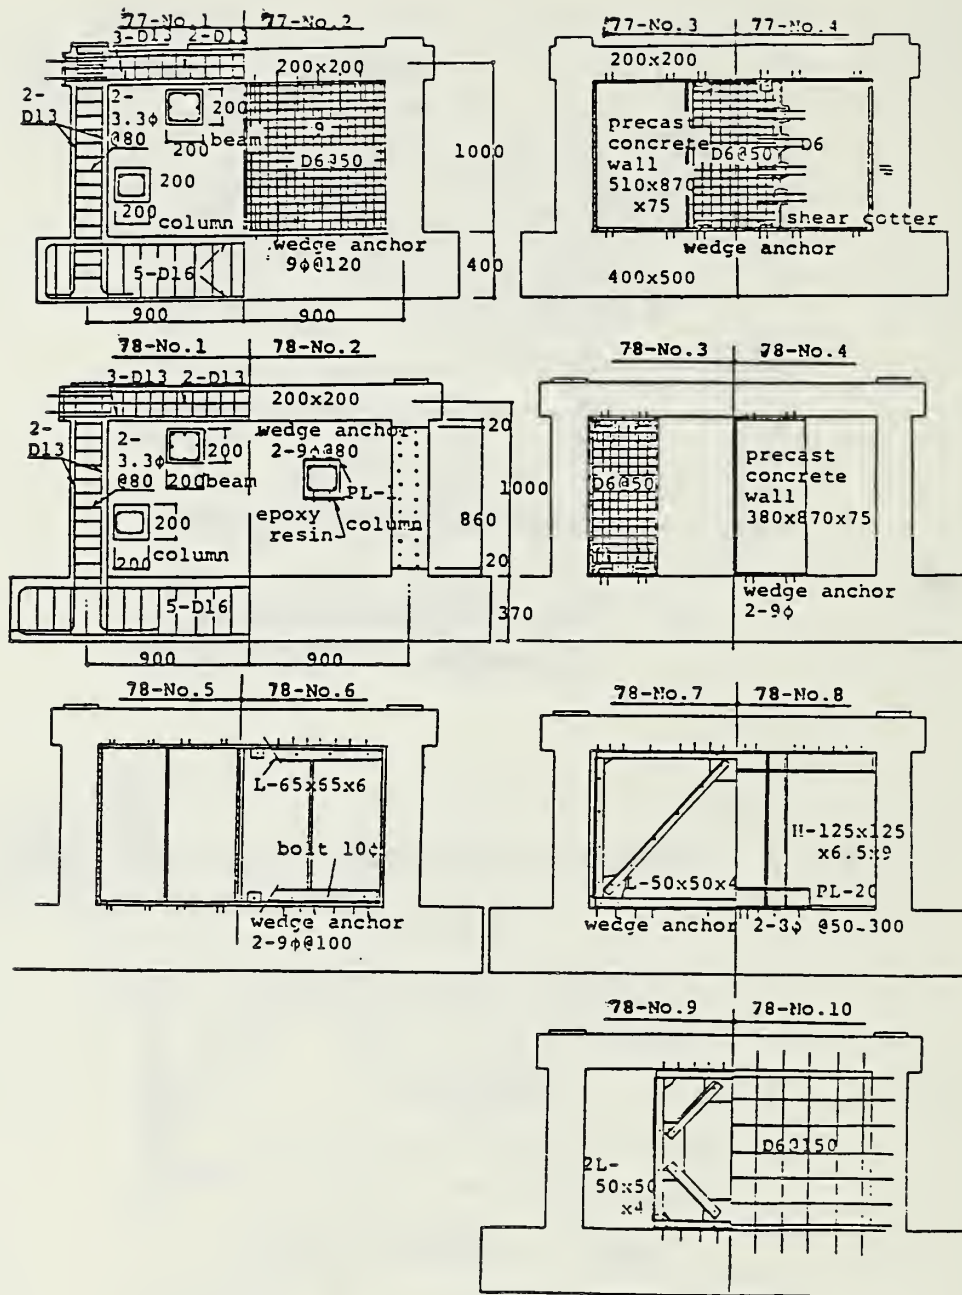 77-No.1 77-No.2
3-D13 2-D13
200x200
2-
D13
2-
3.3φ
@80
200
beam
200
200
200
column
D6@50
wedge anchor
9φ@120
5-D16
1000
400
900 900
77-No.3 77-No.4
200x200
precast
concrete
wall
510x870
x75
D6@50
D6
shear cotter
wedge anchor
400x500
78-No.1 78-No.2
3-D13 2-D13
200x200
2-
D13
2-
3.3φ
@80
200
200 beam
200
200 column
wedge anchor
2-9φ@80
PL-
column
epoxy
resin
5-D16
20
1000
860
20
370
900 900
78-No.3 78-No.4
D6@50
precast
concrete
wall
380x870x75
wedge anchor
2-9φ
78-No.5 78-No.6
L-65x65x6
bolt 10φ
wedge anchor
2-9φ@100
78-No.7 78-No.8
H-125x125
x6.5x9
L-50x50x4
PL-20
wedge anchor 2-3φ @50-300
78-No.9 78-No.10
2L-
50x50
x4
D6@150